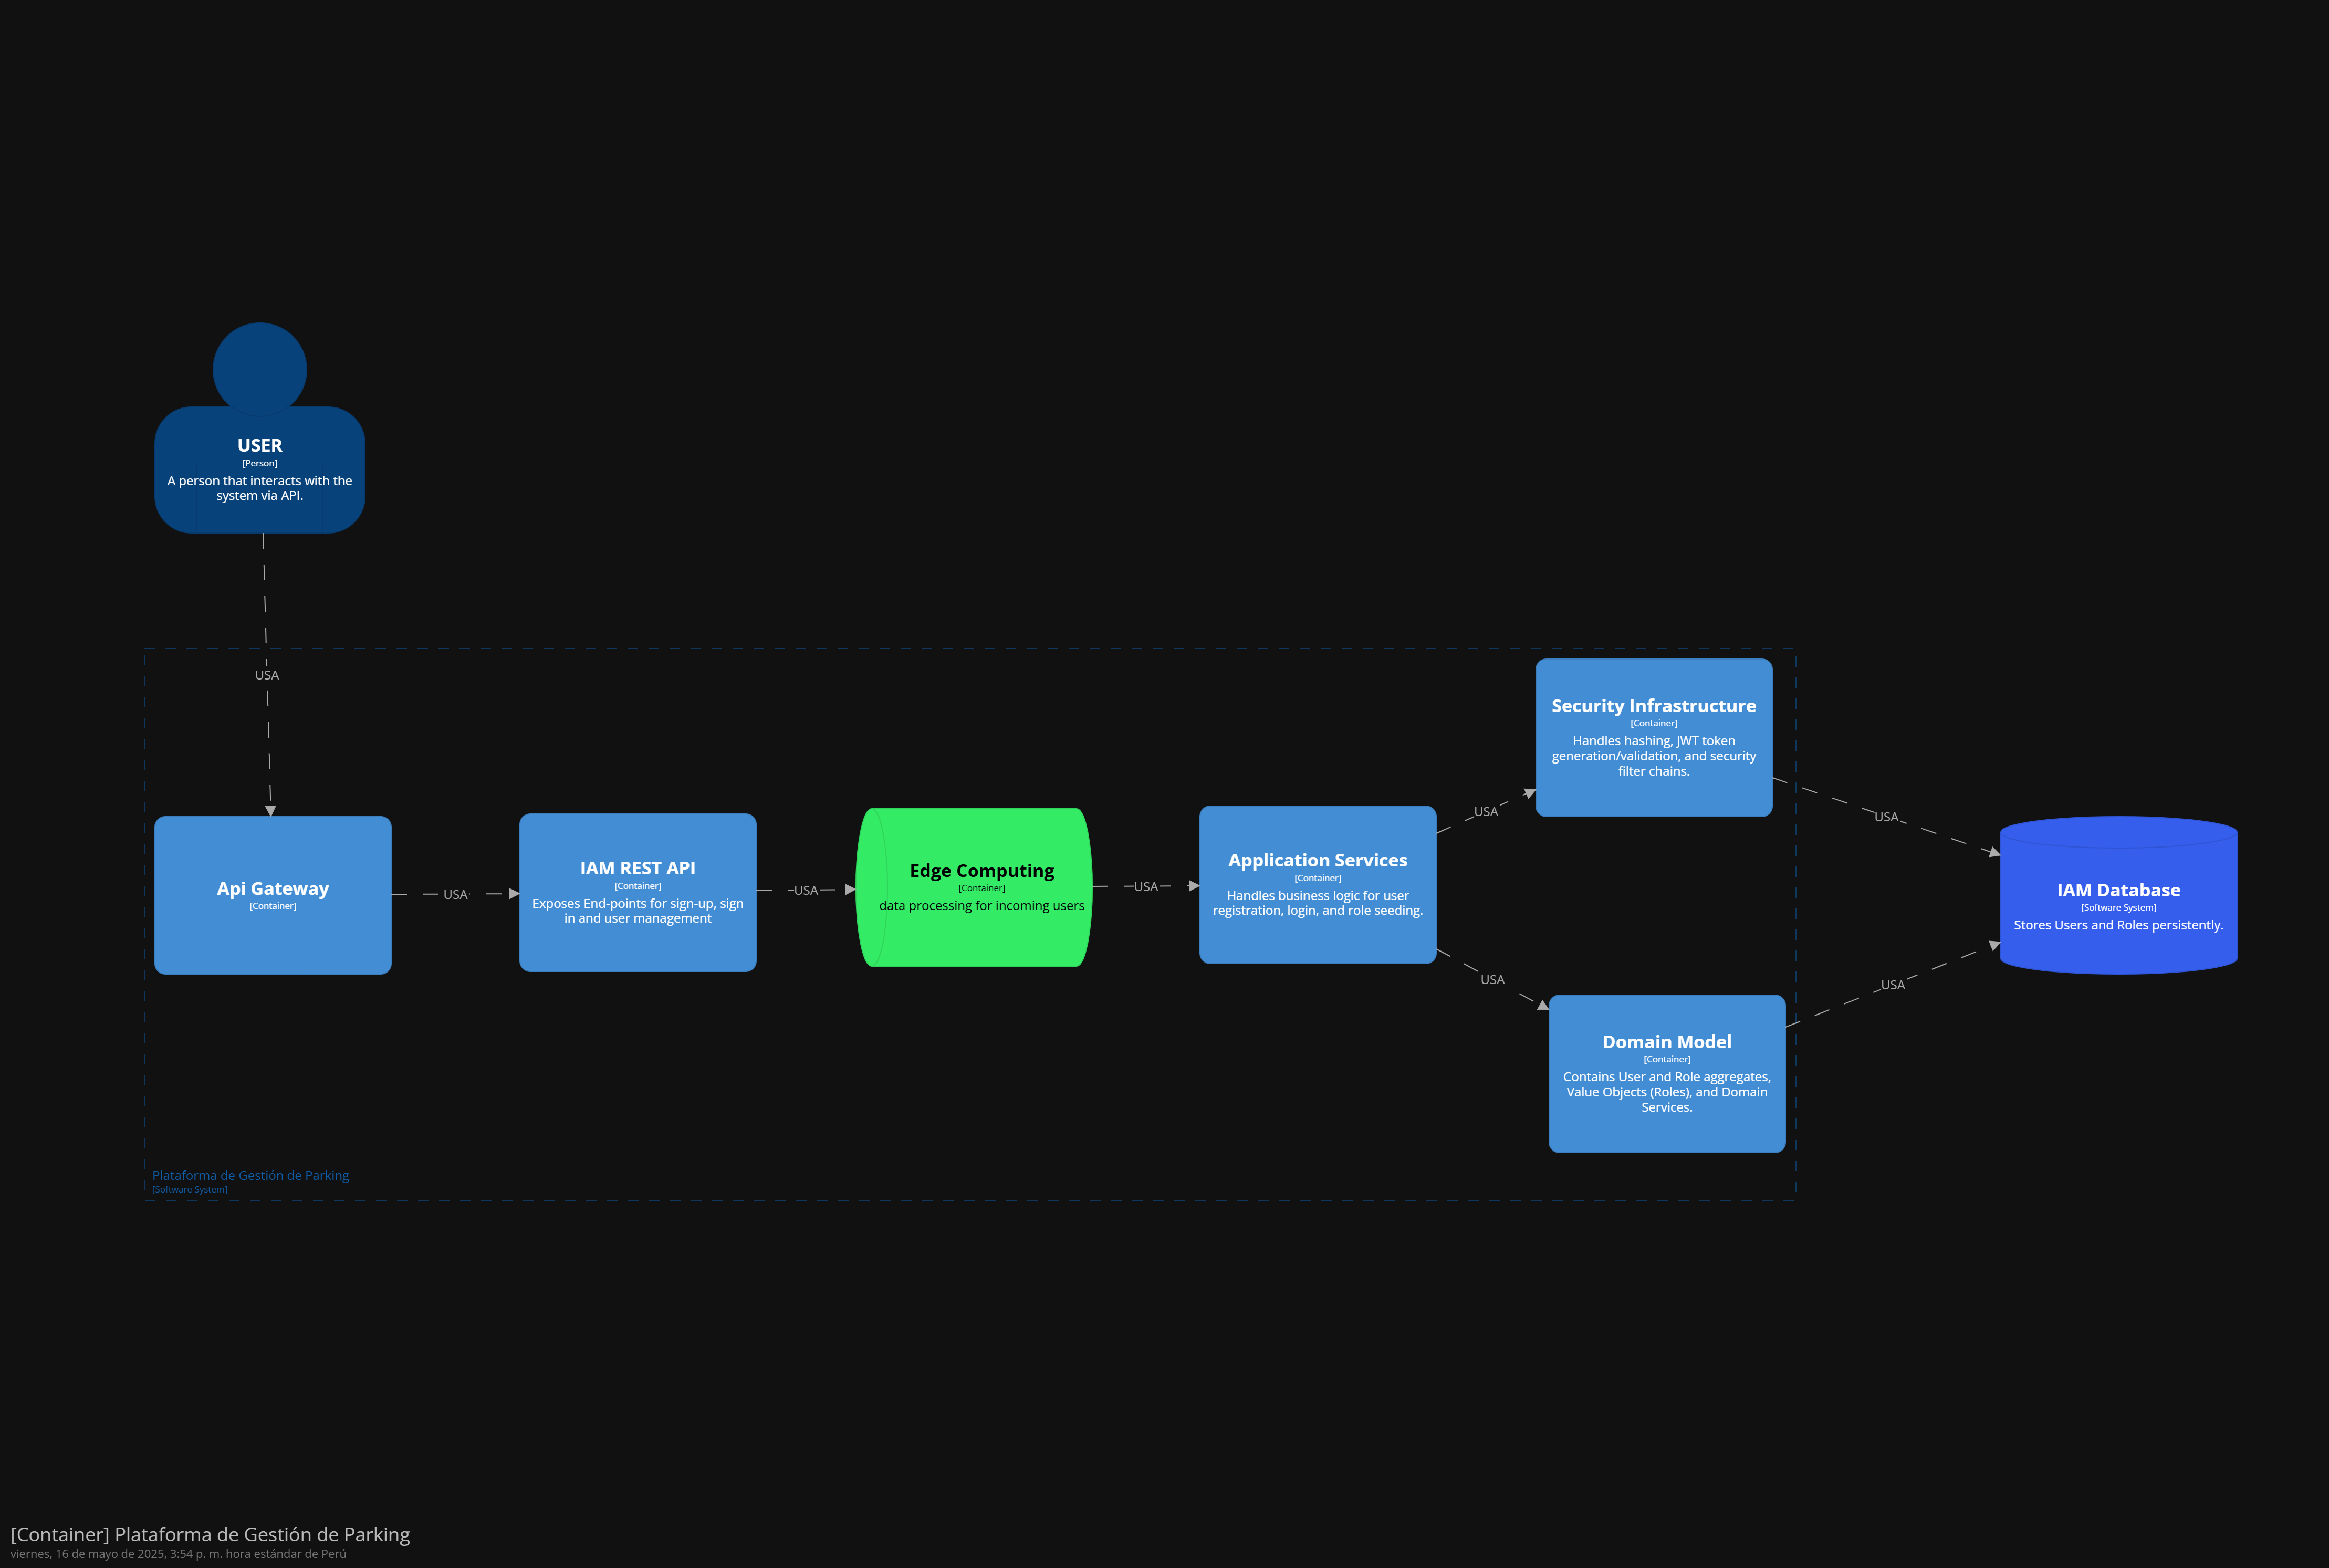 USER
[Person]
A person that interacts with the
system via API.
USA
Security Infrastructure
[Container]
Handles hashing, JWT token
generation/validation, and security
filter chains.
USA
USA
Api Gateway
[Container]
USA
IAM REST API
[Container]
Exposes End-points for sign-up, sign
in and user management
USA
Edge Computing
[Container]
data processing for incoming users
USA
Application Services
[Container]
Handles business logic for user
registration, login, and role seeding.
IAM Database
[Software System]
Stores Users and Roles persistently.
USA
USA
Domain Model
[Container]
Contains User and Role aggregates,
Value Objects (Roles), and Domain
Services.
Plataforma de Gestión de Parking
[Software System]
[Container] Plataforma de Gestión de Parking
viernes, 16 de mayo de 2025, 3:54 p. m. hora estándar de Perú